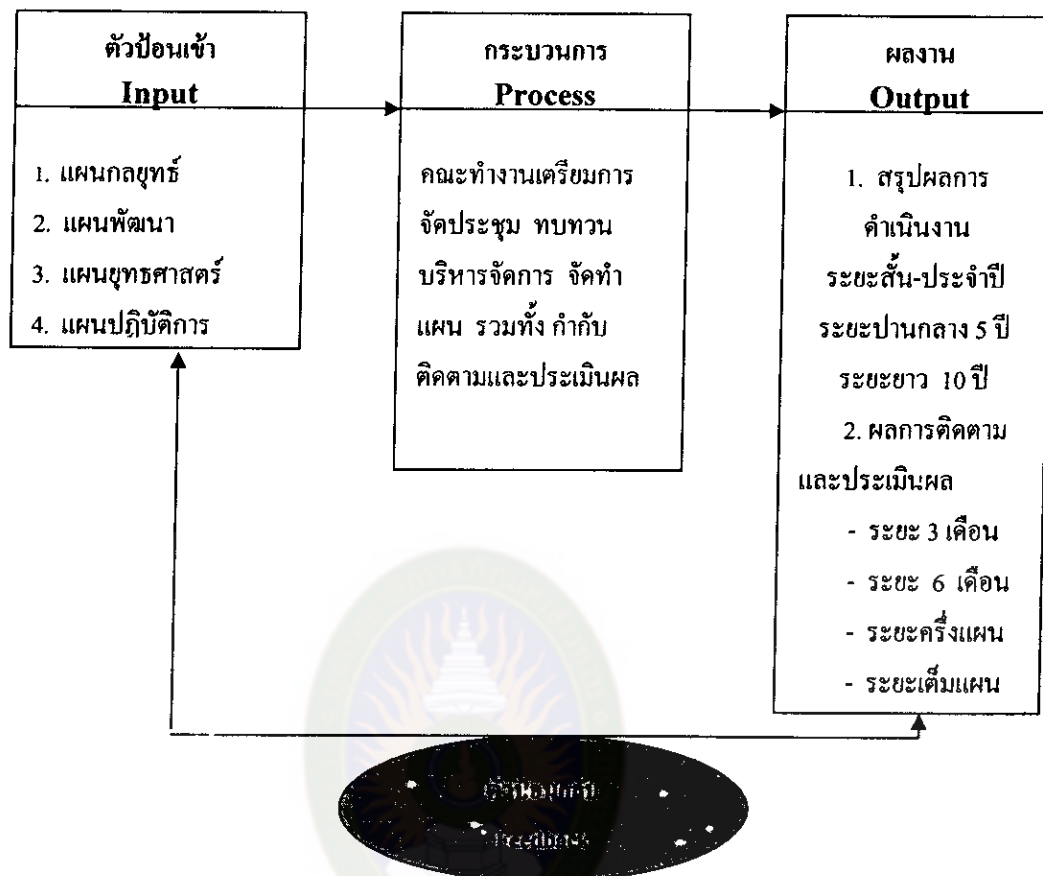 ตัวป้อนเข้า
Input
1. แผนกลยุทธ์
2. แผนพัฒนา
3. แผนยุทธศาสตร์
4. แผนปฏิบัติการ
กระบวนการ
Process
คณะทำงานเตรียมการ
จัดประชุม ทบทวน
บริหารจัดการ จัดทำ
แผน รวมทั้ง กำกับ
ติดตามและประเมินผล
ผลงาน
Output
1. สรุปผลการ
ดำเนินงาน
ระยะสั้น-ประจำปี
ระยะปานกลาง 5 ปี
ระยะยาว 10 ปี
2. ผลการติดตาม
และประเมินผล
- ระยะ 3 เดือน
- ระยะ 6 เดือน
- ระยะครึ่งแผน
- ระยะเต็มแผน
Feedback